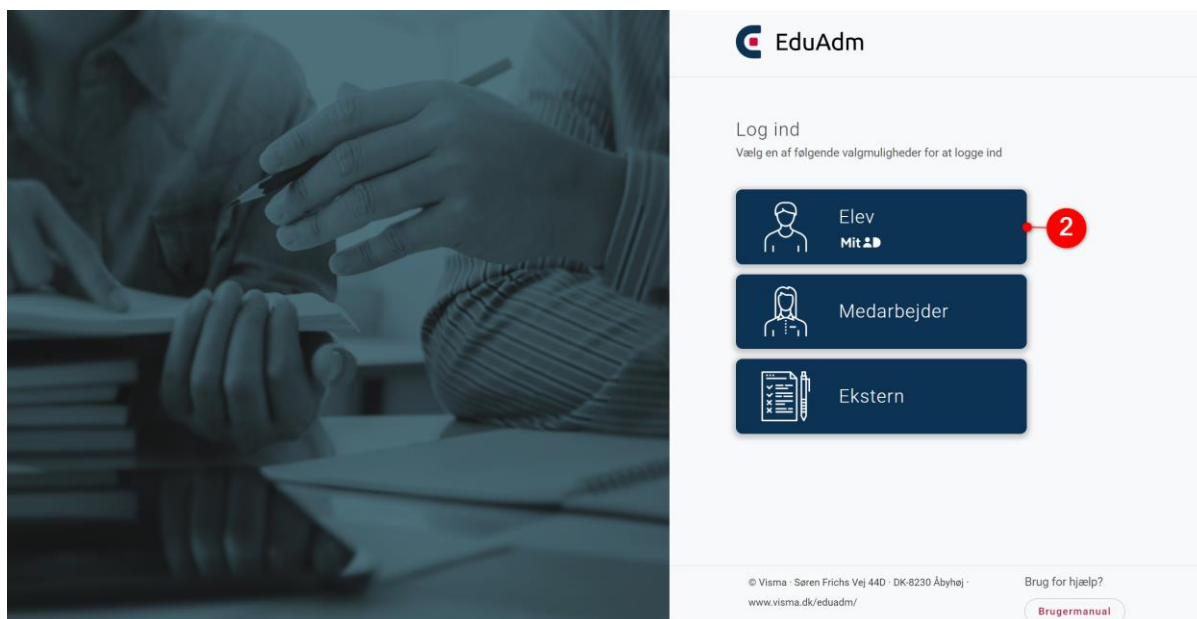 EduAdm
Log ind
Vælg en af følgende valgmuligheder for at logge ind
Elev
Mit D
2
Medarbejder
Ekstern
© Visma · Søren Frichs Vej 44D · DK-8230 Åbyhøj ·
www.visma.dk/eduadm/
Brug for hjælp?
Brugermanual